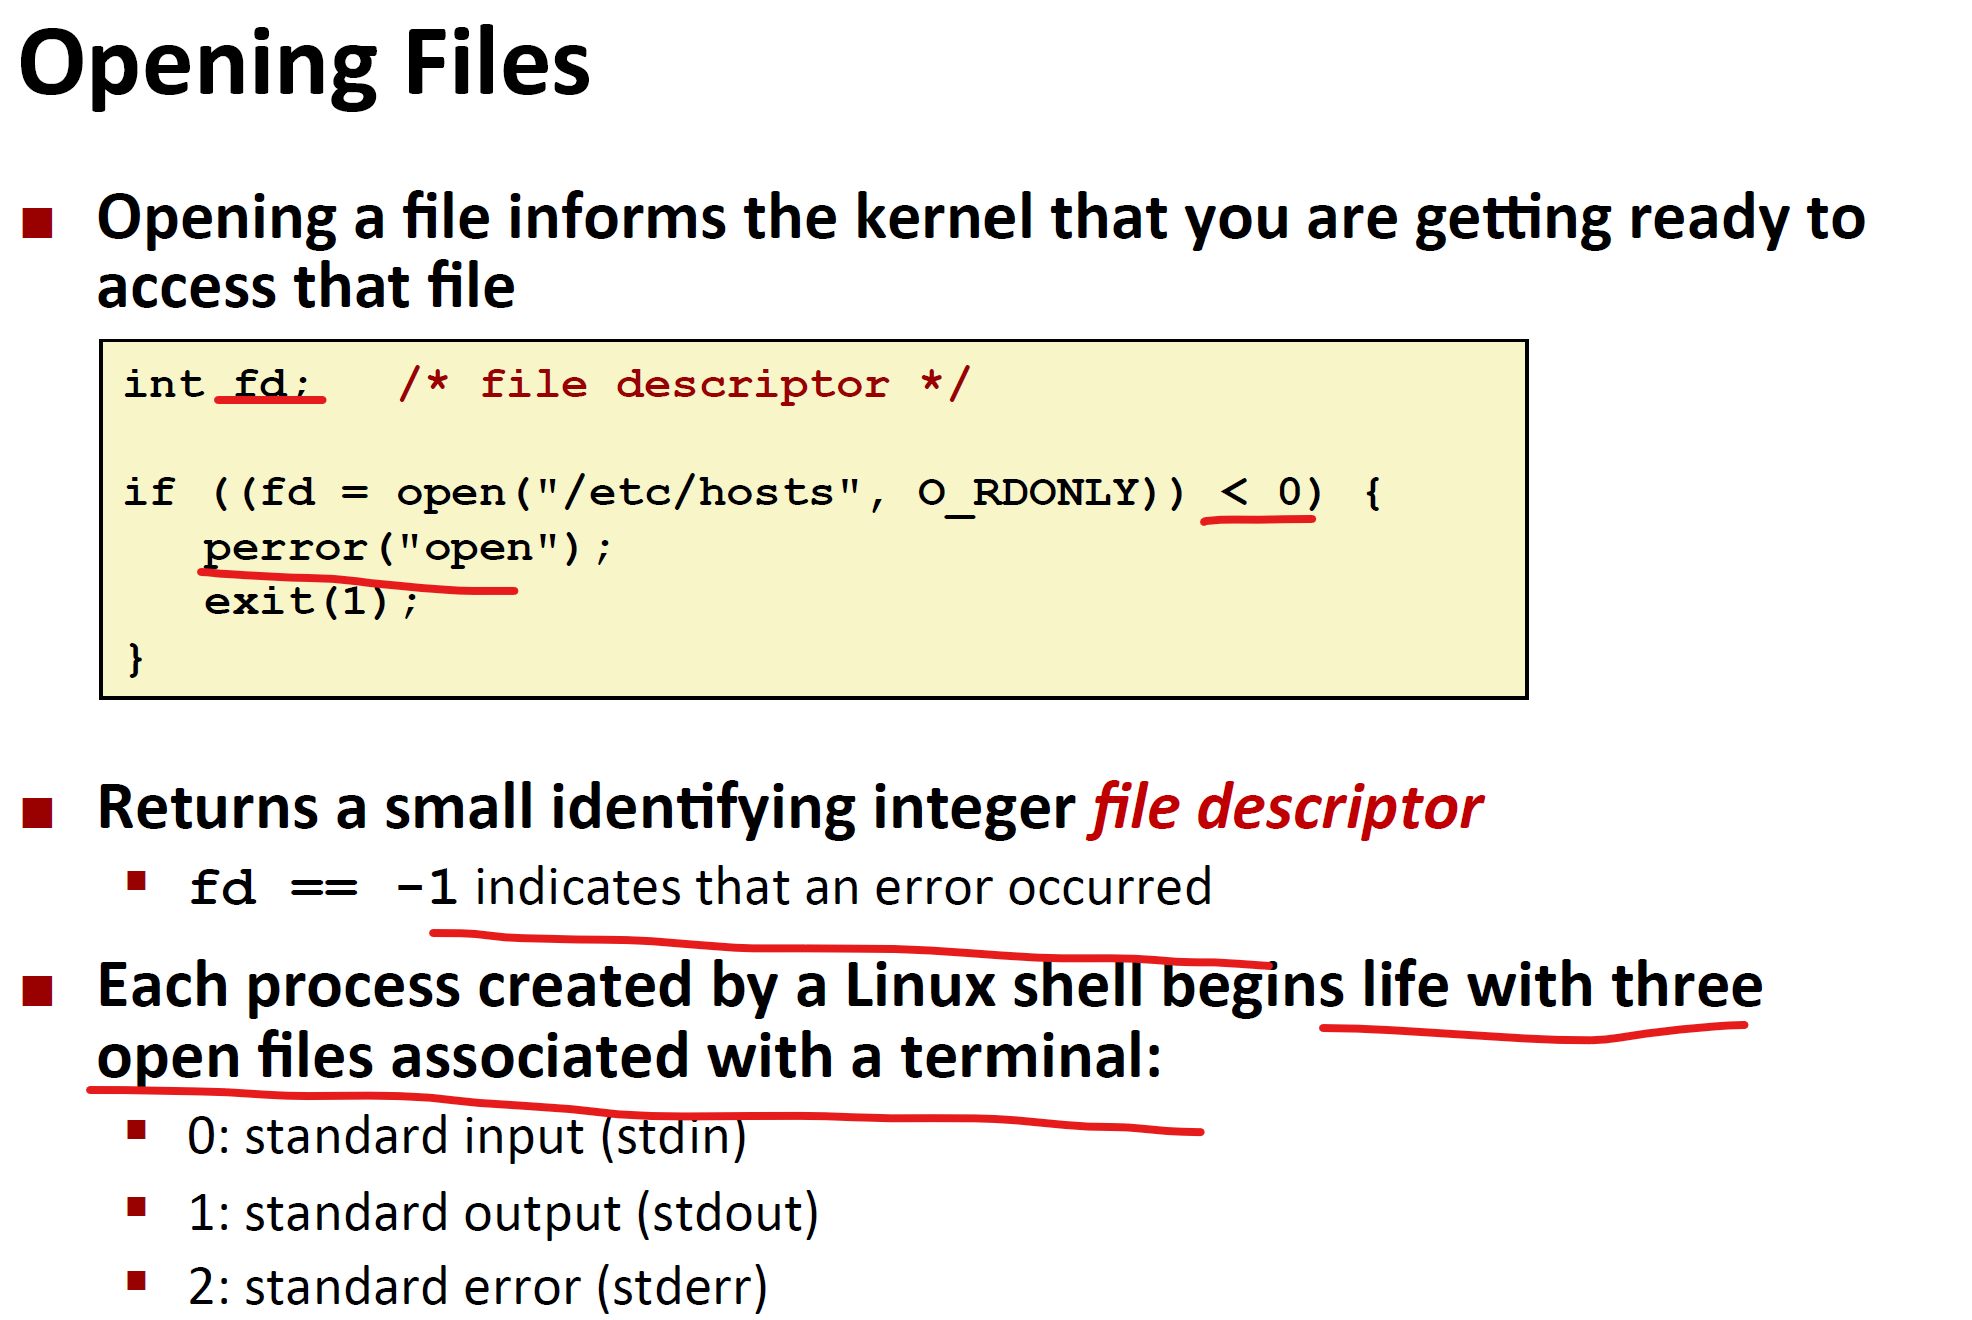 Opening Files
Opening a file informs the kernel that you are getting ready to
access that file
int fd;   /* file descriptor */
if ((fd = open("/etc/hosts", O_RDONLY)) < 0) {
   perror("open");
   exit(1);
}
Returns a small identifying integer file descriptor
fd == -1 indicates that an error occurred
Each process created by a Linux shell begins life with three
open files associated with a terminal:
0: standard input (stdin)
1: standard output (stdout)
2: standard error (stderr)